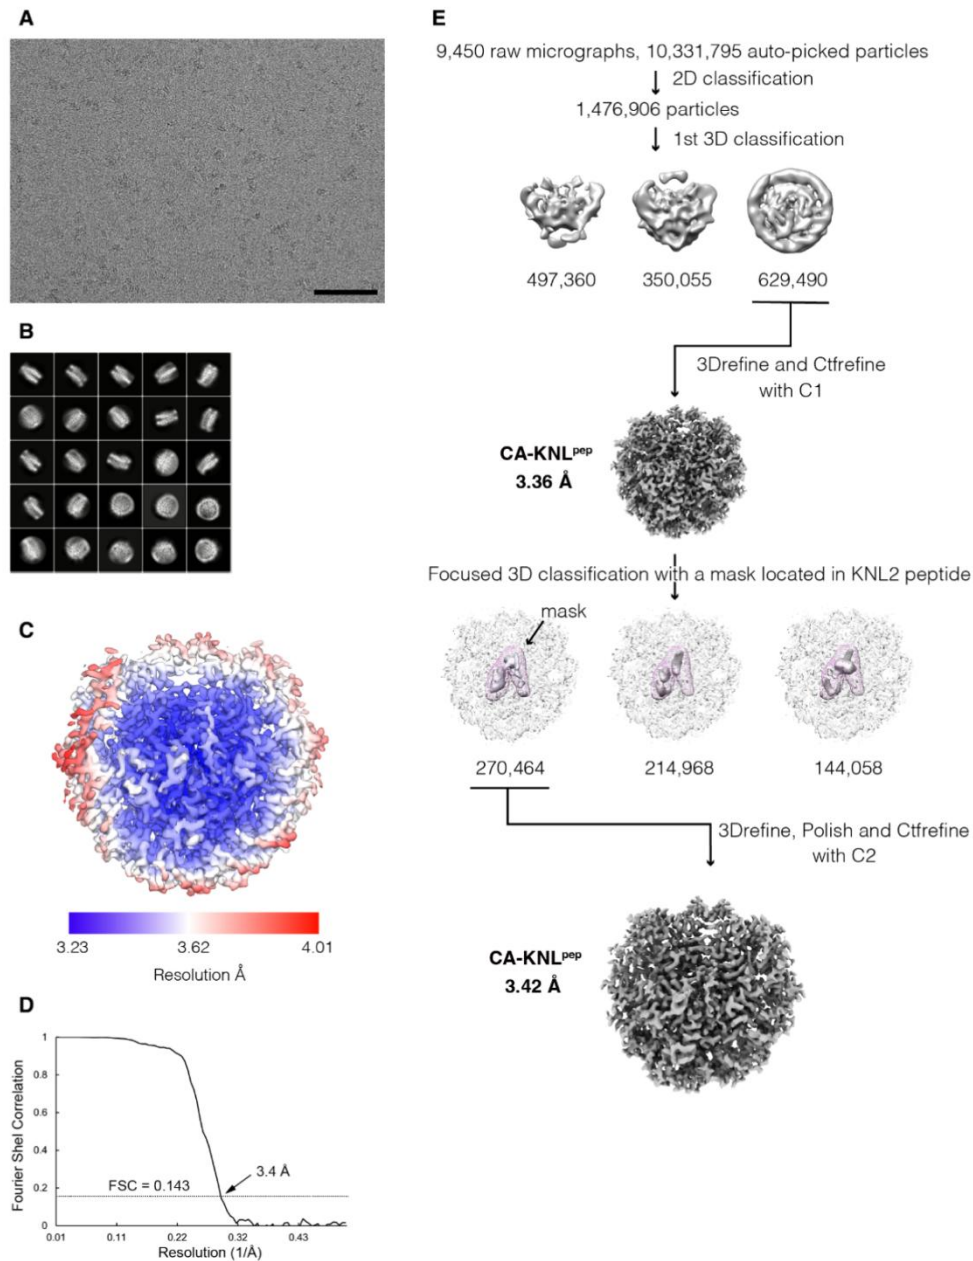 A
B
C
3.23 3.62 4.01
Resolution Å
D
Fourier Shel Correlation
1
0.8
0.6
0.4
0.2
0
FSC = 0.143
3.4 Å
0.01 0.11 0.22 0.32 0.43
Resolution (1/Å)
E
9,450 raw micrographs, 10,331,795 auto-picked particles
2D classification
1,476,906 particles
1st 3D classification
497,360 350,055 629,490
3Drefine and Ctfrefine
with C1
CA-KNLpep
3.36 Å
Focused 3D classification with a mask located in KNL2 peptide
mask
270,464 214,968 144,058
3Drefine, Polish and Ctfrefine
with C2
CA-KNLpep
3.42 Å